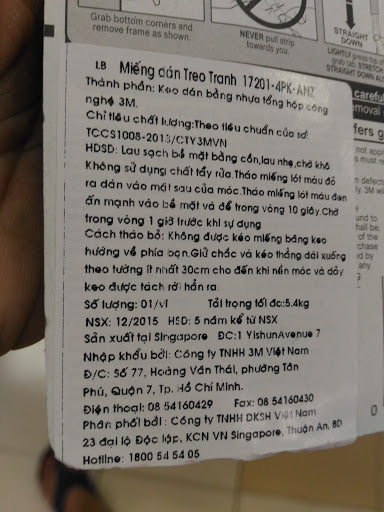 Grab bottom corners and
remove frame as shown.
NEVER pull strip
towards you.
STRAIGHT
DOWN
LB Miếng dán Treo Tranh 17201-4PK-ANZ
Thành phần: Keo dán bằng nhựa tổng hợp công
nghệ 3M.
Chỉ tiêu chất lượng:Theo tiêu chuẩn của số:
TCCS1008-2013/CTY3MVN
HDSD: Lau sạch bề mặt bằng cồn,lau nhẹ,chờ khô
Không sử dụng chất tẩy rửa.Tháo miếng lót màu đỏ
ra dán vào mặt sau của móc.Tháo miếng lót màu đen
ấn mạnh vào bề mặt và để trong vòng 10 giây.Chờ
trong vòng 1 giờ trước khi sự dụng
Cách tháo bỏ: Không được kéo miếng băng keo
hướng về phía bạn.Giữ chắc và kéo thẳng dài xuống
theo tường ít nhất 30cm cho đến khi nền móc và dây
keo được tách rời hẳn ra.
Số lượng: 01/vỉ Tải trọng tối đc:5.4kg
NSX: 12/2015 HSD: 5 năm kể từ NSX
Sản xuất tại Singapore ĐC:1 YishunAvenue 7
Nhập khẩu bởi: Công ty TNHH 3M Việt Nam
Đ/C: Số 77, Hoàng Văn Thái, phường Tân
Phú, Quận 7, Tp. Hồ Chí Minh.
Điện thoại: 08 54160429 Fax: 08 54160430
Phân phối bởi : Công ty TNHH DKSH Việt Nam
23 đại lộ Độc lập, KCN VN Singapore, Thuận An, BD
Hotline: 1800 54 54 05